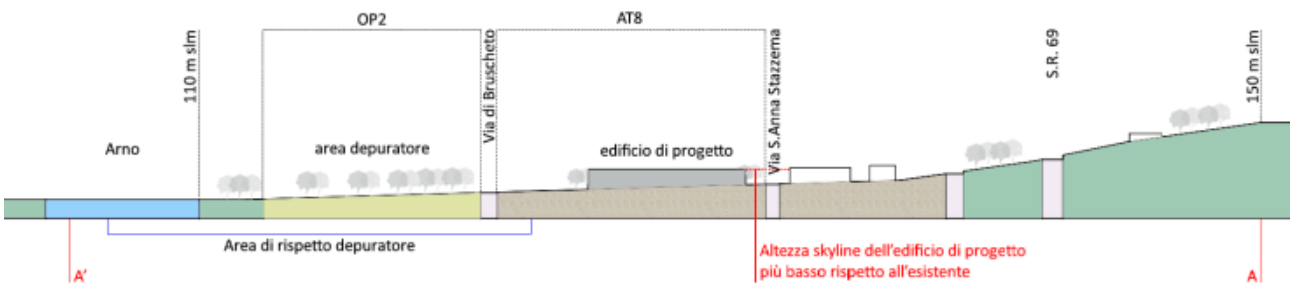 OP2
AT8
110 m slm
Via di Bruscheto
Via S.Anna Stazzema
S.R. 69
150 m slm
Arno
area depuratore
edificio di progetto
Area di rispetto depuratore
Altezza skyline dell'edificio di progetto
più basso rispetto all'esistente
A'
A